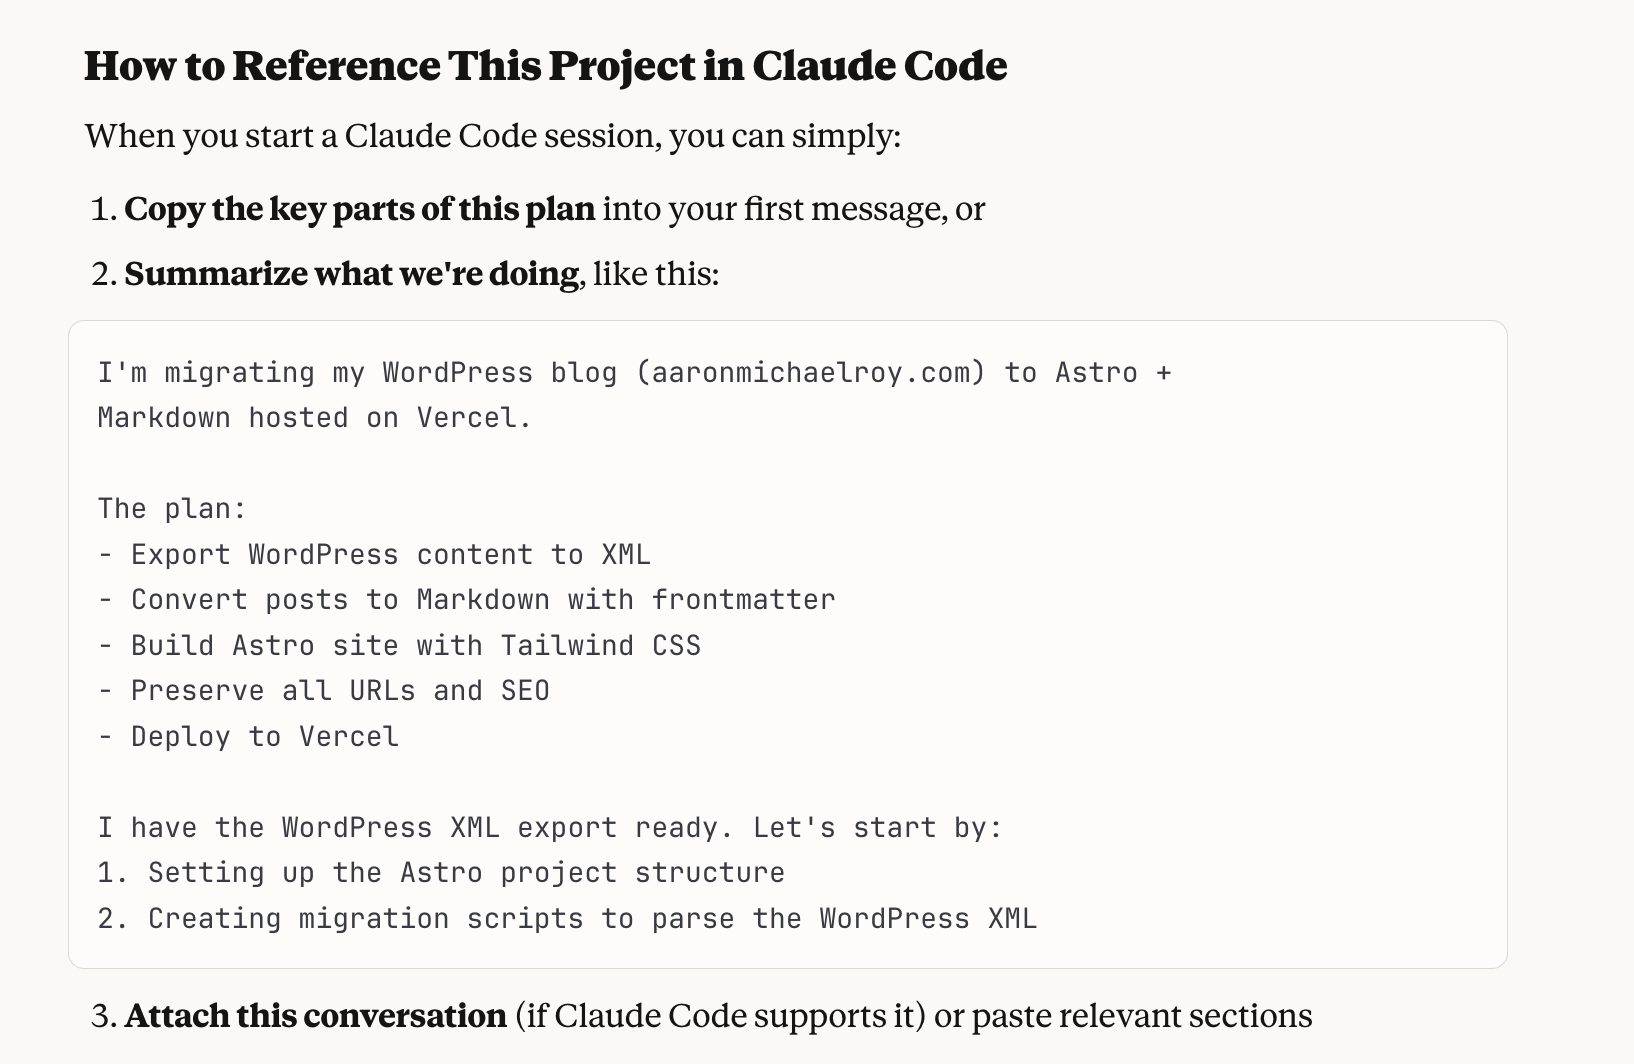 How to Reference This Project in Claude Code
When you start a Claude Code session, you can simply:
1. Copy the key parts of this plan into your first message, or
2. Summarize what we're doing, like this:
I'm migrating my WordPress blog (aaronmichaelroy.com) to Astro +
Markdown hosted on Vercel.
The plan:
- Export WordPress content to XML
- Convert posts to Markdown with frontmatter
- Build Astro site with Tailwind CSS
- Preserve all URLs and SEO
- Deploy to Vercel
I have the WordPress XML export ready. Let's start by:
1. Setting up the Astro project structure
2. Creating migration scripts to parse the WordPress XML
3. Attach this conversation (if Claude Code supports it) or paste relevant sections